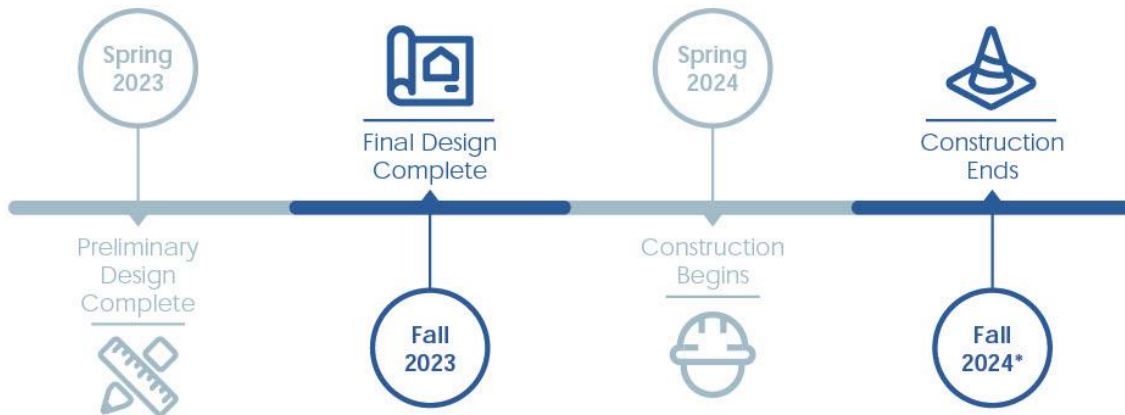 Spring
2023
Preliminary
Design
Complete
Final Design
Complete
Fall
2023
Spring
2024
Construction
Begins
Construction
Ends
Fall
2024*